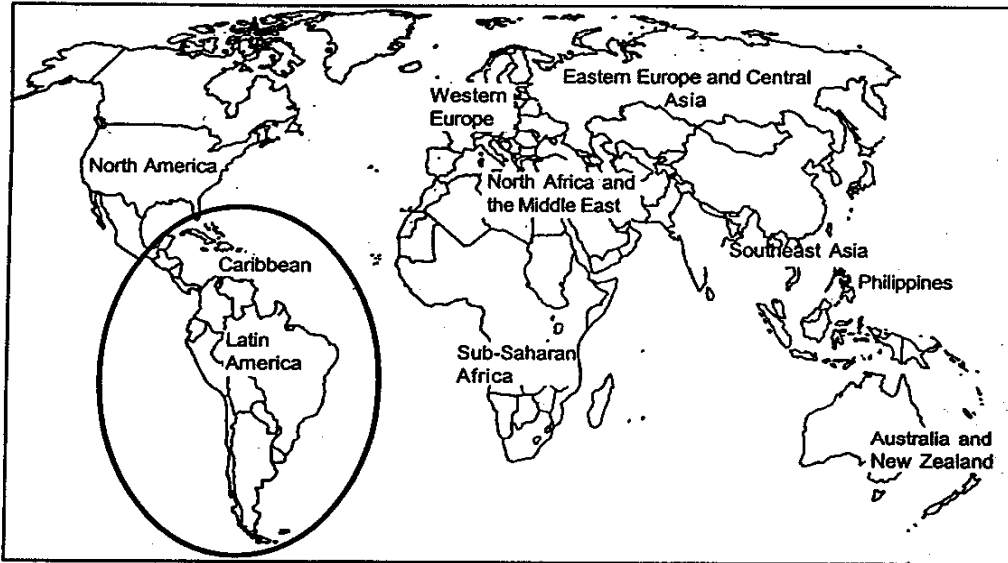 Eastern Europe and Central
Asia
Western
Europe
North America
North Africa and
the Middle East
Southeast Asia
Caribbean
Philippines
Latin
America
Sub-Saharan
Africa
Australia and
New Zealand